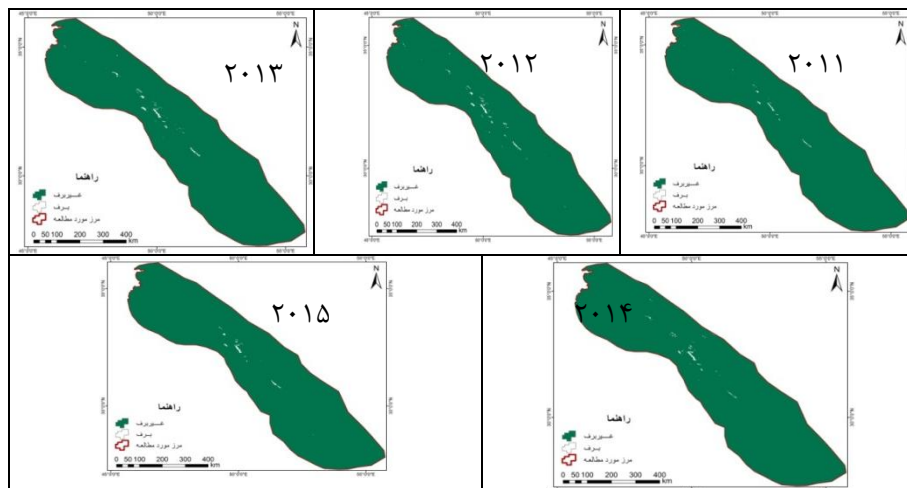 ۲۰۱۱
N
راهنما
غیربرف
برف
مرز مورد مطالعه
0 50 100 200 300 400
km
۲۰۱۲
N
راهنما
غیربرف
برف
مرز مورد مطالعه
0 50 100 200 300 400
km
۲۰۱۳
N
راهنما
غیربرف
برف
مرز مورد مطالعه
0 50 100 200 300 400
km
۲۰۱۴
N
راهنما
غیربرف
برف
مرز مورد مطالعه
0 50 100 200 300 400
km
۲۰۱۵
N
راهنما
غیربرف
برف
مرز مورد مطالعه
0 50 100 200 300 400
km